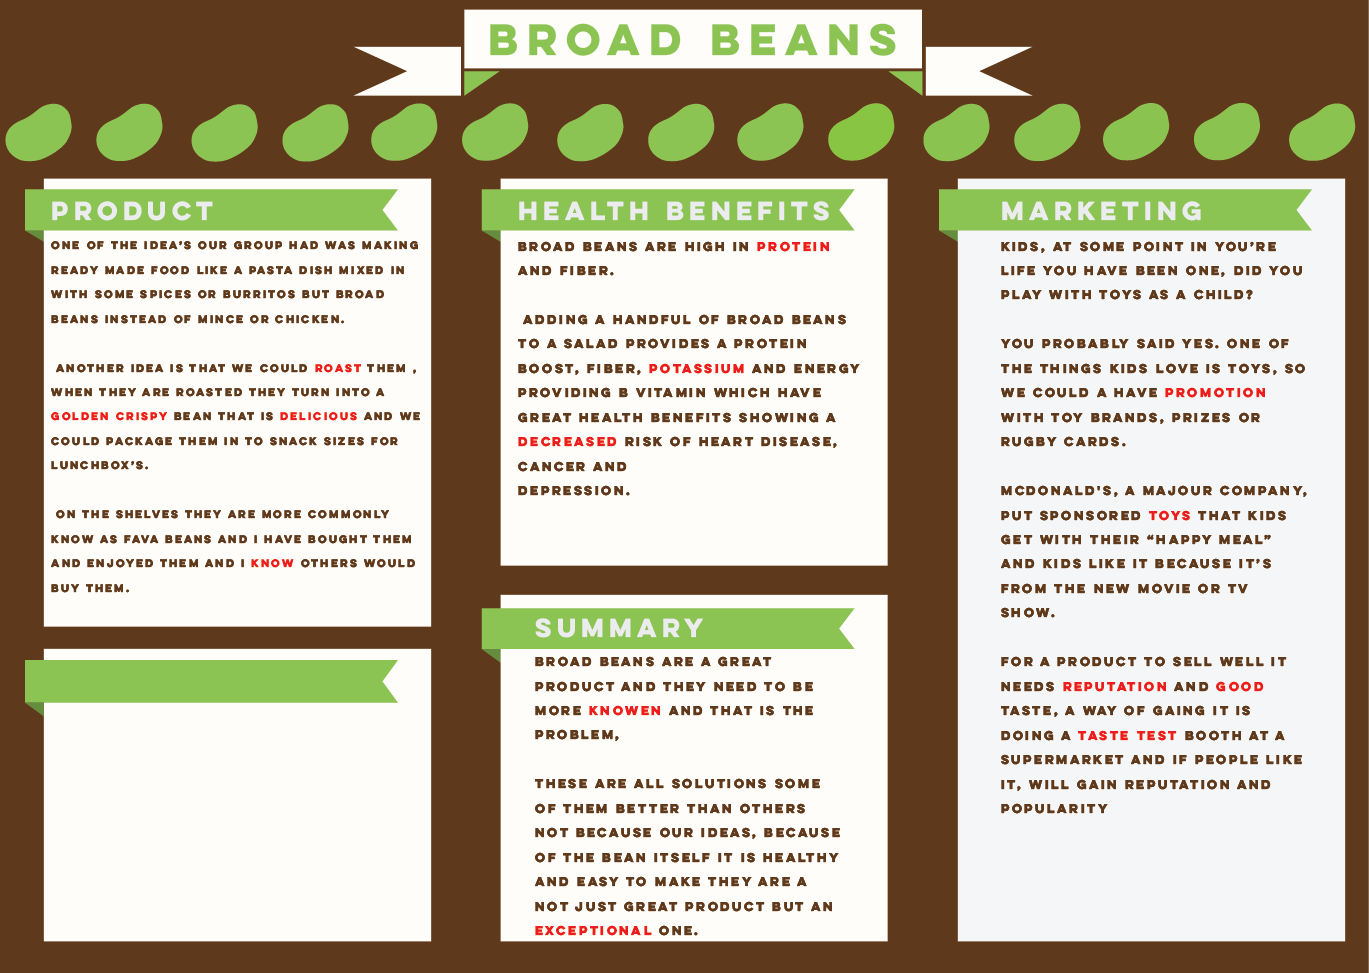 BROAD BEANS
PRODUCT
ONE OF THE IDEA'S OUR GROUP HAD WAS MAKING
READY MADE FOOD LIKE A PASTA DISH MIXED IN
WITH SOME SPICES OR BURRITOS BUT BROAD
BEANS INSTEAD OF MINCE OR CHICKEN.
ANOTHER IDEA IS THAT WE COULD ROAST THEM ,
WHEN THEY ARE ROASTED THEY TURN INTO A
GOLDEN CRISPY BEAN THAT IS DELICIOUS AND WE
COULD PACKAGE THEM IN TO SNACK SIZES FOR
LUNCHBOX'S.
ON THE SHELVES THEY ARE MORE COMMONLY
KNOW AS FAVA BEANS AND I HAVE BOUGHT THEM
AND ENJOYED THEM AND I KNOW OTHERS WOULD
BUY THEM.
HEALTH BENEFITS
BROAD BEANS ARE HIGH IN PROTEIN
AND FIBER.
ADDING A HANDFUL OF BROAD BEANS
TO A SALAD PROVIDES A PROTEIN
BOOST, FIBER, POTASSIUM AND ENERGY
PROVIDING B VITAMIN WHICH HAVE
GREAT HEALTH BENEFITS SHOWING A
DECREASED RISK OF HEART DISEASE,
CANCER AND
DEPRESSION.
SUMMARY
BROAD BEANS ARE A GREAT
PRODUCT AND THEY NEED TO BE
MORE KNOWEN AND THAT IS THE
PROBLEM,
THESE ARE ALL SOLUTIONS SOME
OF THEM BETTER THAN OTHERS
NOT BECAUSE OUR IDEAS, BECAUSE
OF THE BEAN ITSELF IT IS HEALTHY
AND EASY TO MAKE THEY ARE A
NOT JUST GREAT PRODUCT BUT AN
EXCEPTIONAL ONE.
MARKETING
KIDS, AT SOME POINT IN YOU'RE
LIFE YOU HAVE BEEN ONE, DID YOU
PLAY WITH TOYS AS A CHILD?
YOU PROBABLY SAID YES. ONE OF
THE THINGS KIDS LOVE IS TOYS, SO
WE COULD A HAVE PROMOTION
WITH TOY BRANDS, PRIZES OR
RUGBY CARDS.
MCDONALD'S, A MAJOUR COMPANY,
PUT SPONSORED TOYS THAT KIDS
GET WITH THEIR “HAPPY MEAL”
AND KIDS LIKE IT BECAUSE IT'S
FROM THE NEW MOVIE OR TV
SHOW.
FOR A PRODUCT TO SELL WELL IT
NEEDS REPUTATION AND GOOD
TASTE, A WAY OF GAING IT IS
DOING A TASTE TEST BOOTH AT A
SUPERMARKET AND IF PEOPLE LIKE
IT, WILL GAIN REPUTATION AND
POPULARITY